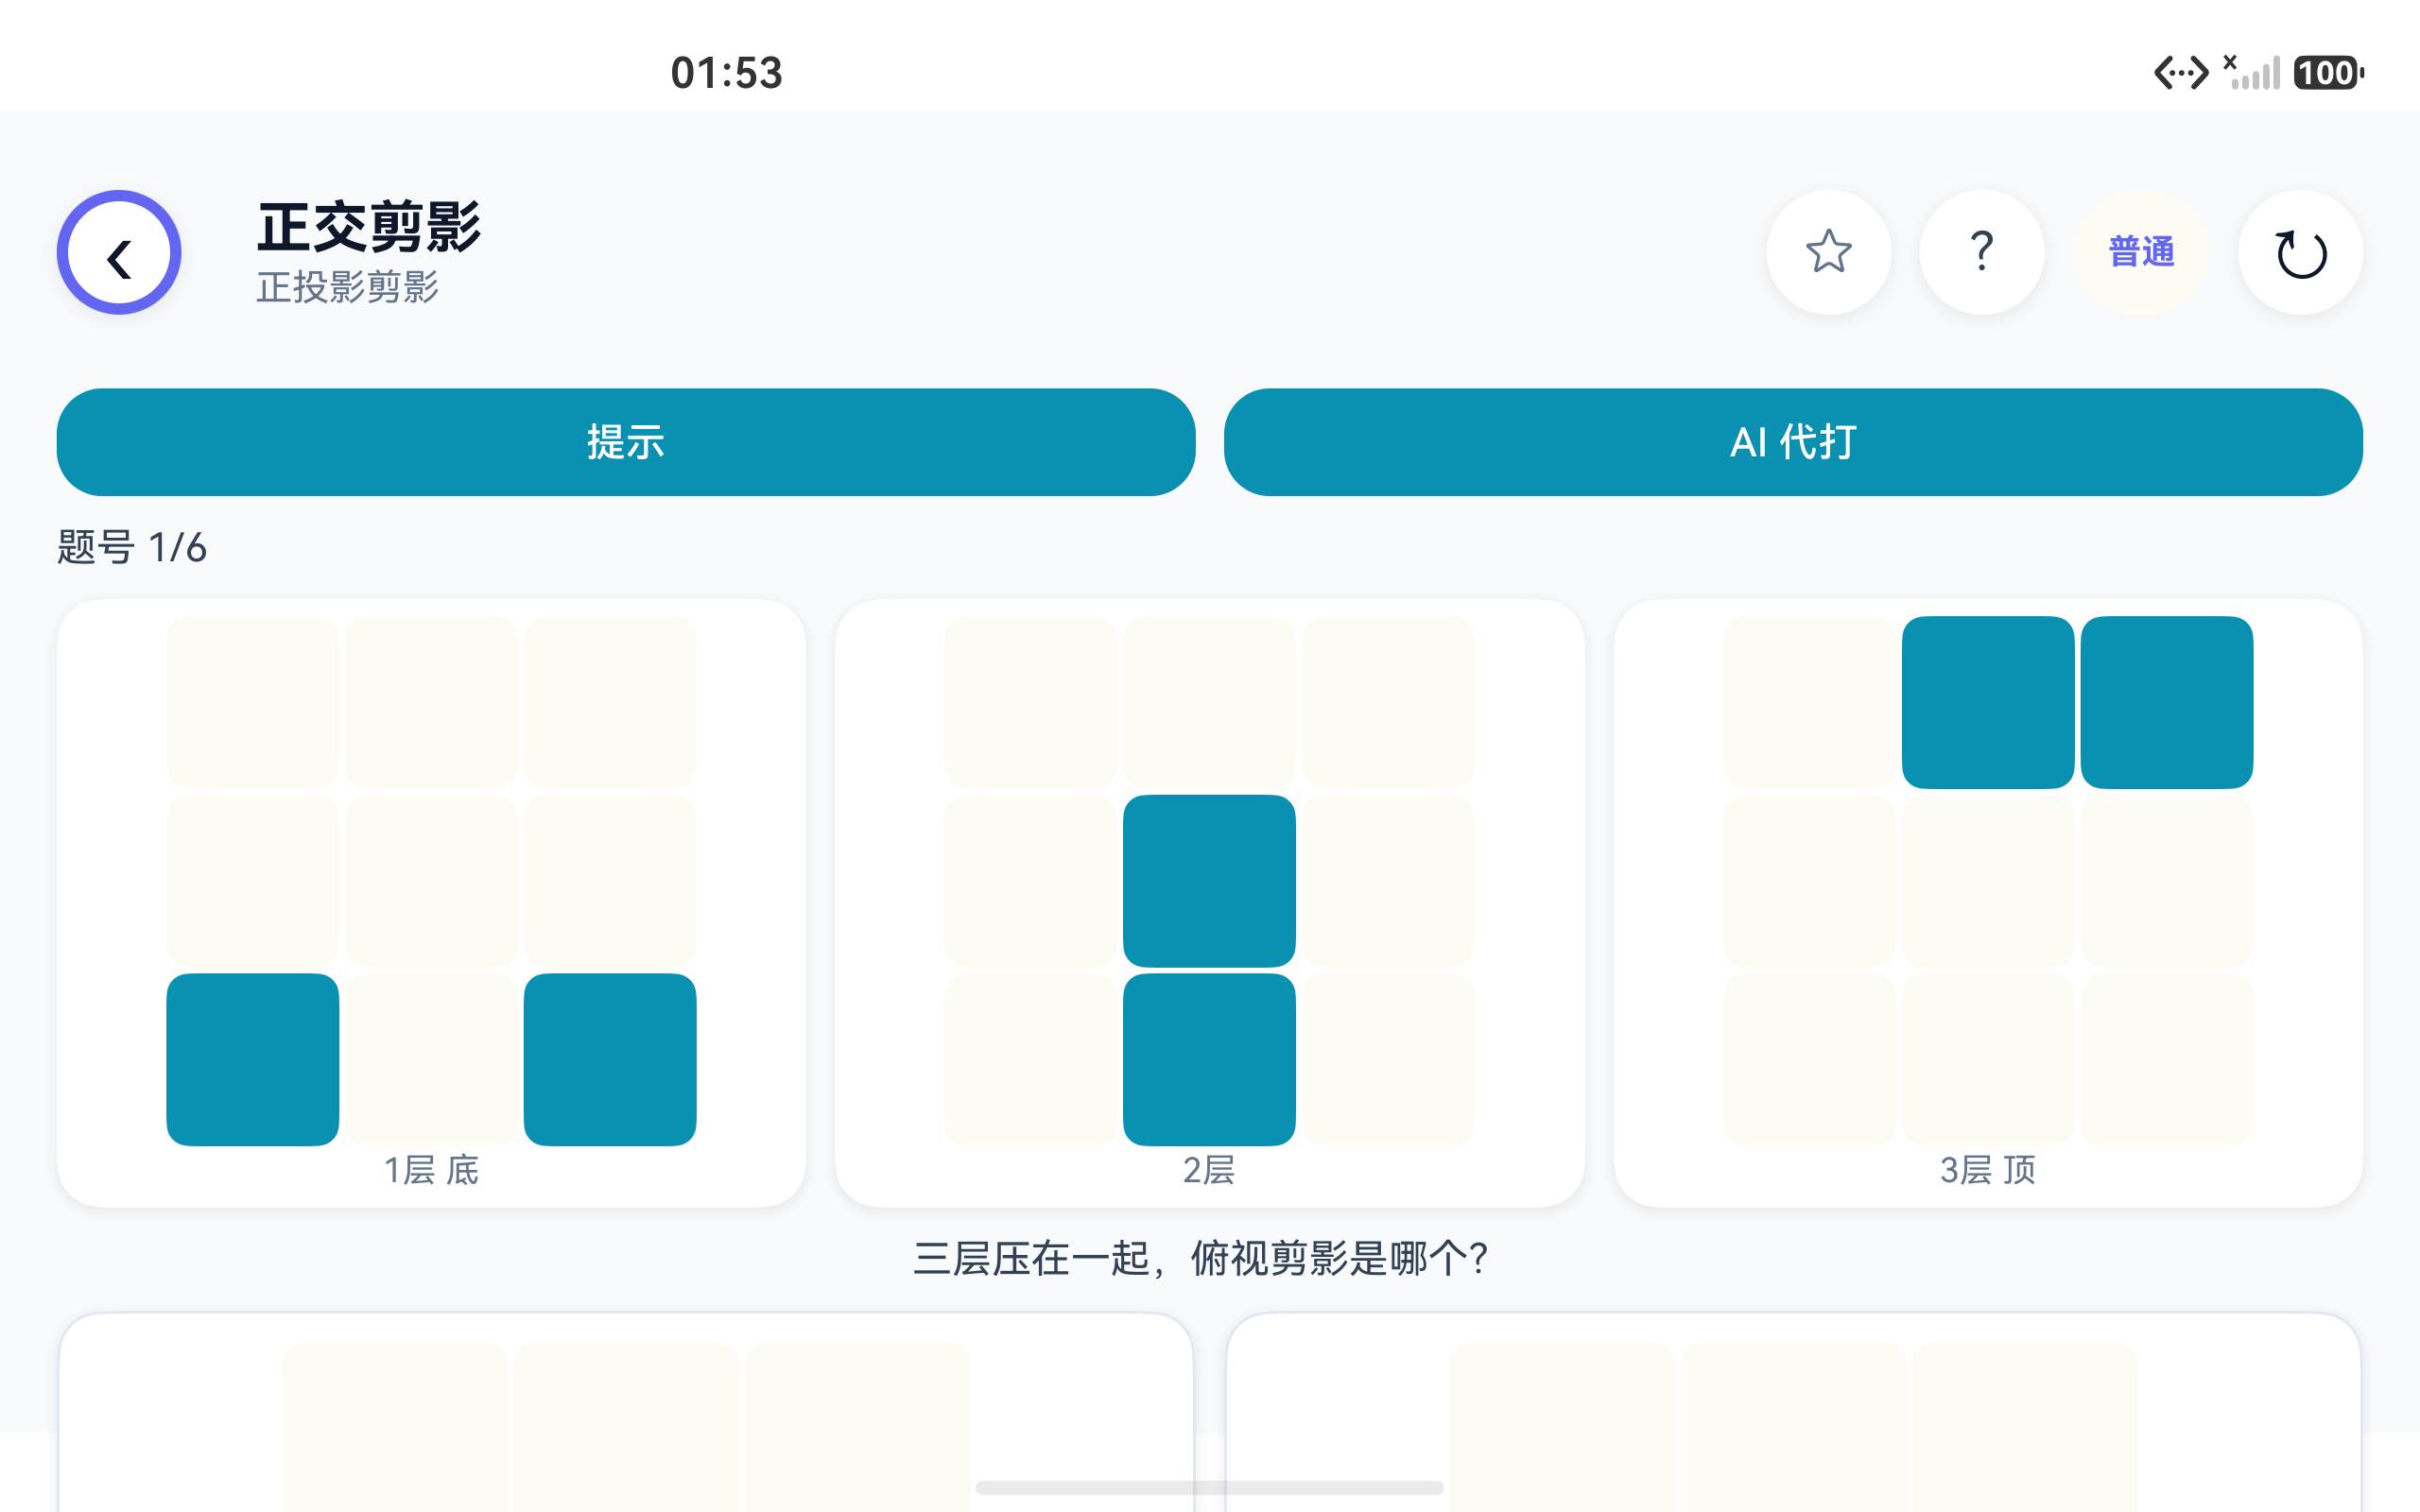 01:53
100
正交剪影
正投影剪影
?
普通
提示
AI 代打
题号 1/6
1层 底
2层
3层 顶
三层压在一起，俯视剪影是哪个?